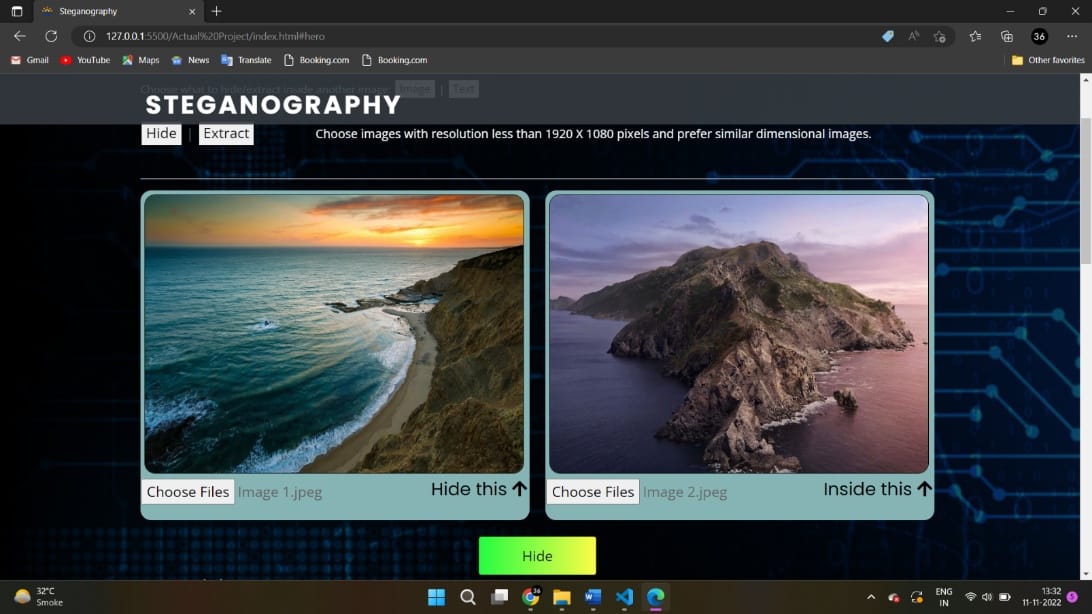 Steganography
127.0.0.1:5500/Actual%20Project/index.html#hero
36
Gmail YouTube Maps News Translate Booking.com Booking.com Other favorites
Choose what to hide/extract inside another image: Image | Text
STEGANOGRAPHY
Hide | Extract Choose images with resolution less than 1920 X 1080 pixels and prefer similar dimensional images.
Choose Files Image 1.jpeg Hide this ↑
Choose Files Image 2.jpeg Inside this ↑
Hide
32°C
Smoke
36
ENG
IN
13:32
11-11-2022
5